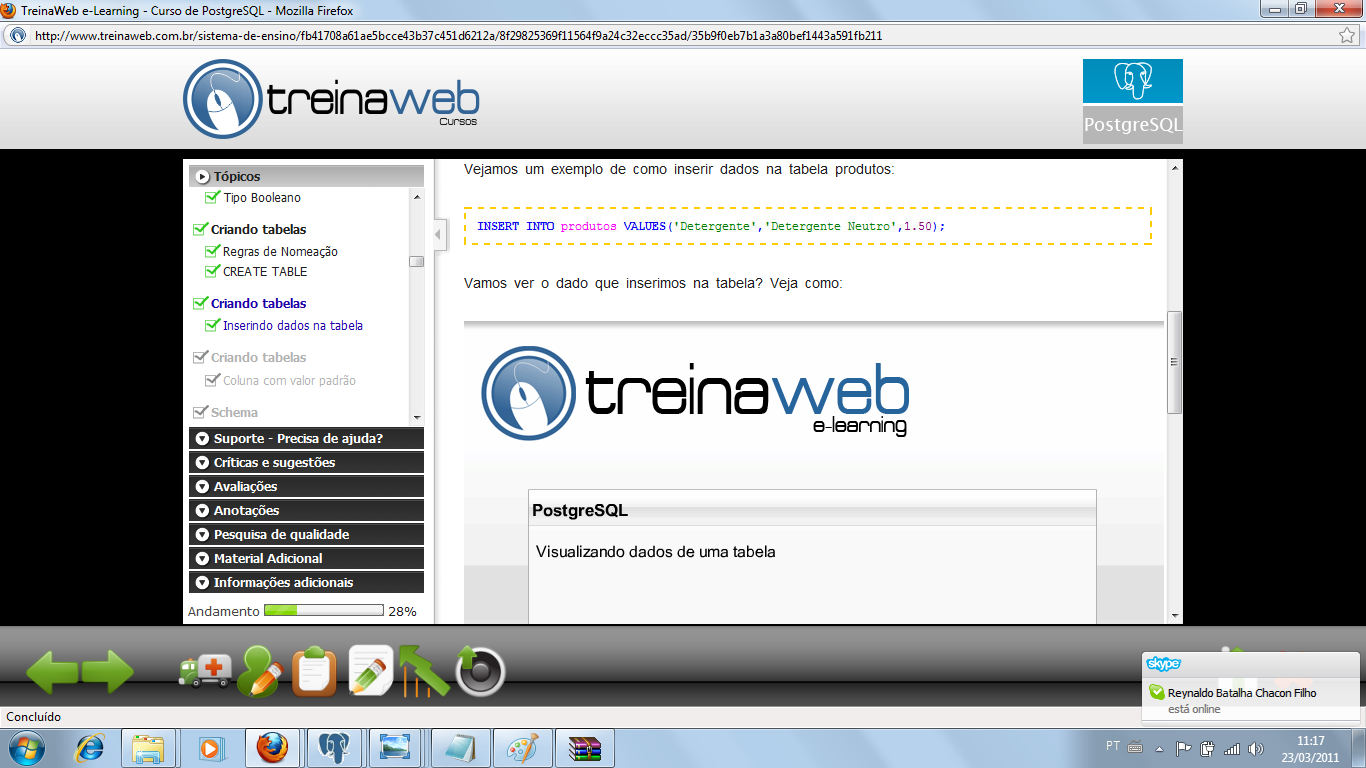 TreinaWeb e-Learning - Curso de PostgreSQL - Mozilla Firefox
http://www.treinaweb.com.br/sistema-de-ensino/fb41708a61ae5bcce43b37c451d6212a/8f29825369f11564f9a24c32eccc35ad/35b9f0eb7b1a3a80bef1443a591fb211
treinaweb
Cursos
PostgreSQL
Tópicos
Tipo Booleano
Criando tabelas
Regras de Nomeação
CREATE TABLE
Criando tabelas
Inserindo dados na tabela
Criando tabelas
Coluna com valor padrão
Schema
Suporte - Precisa de ajuda?
Críticas e sugestões
Avaliações
Anotações
Pesquisa de qualidade
Material Adicional
Informações adicionais
Andamento 28%
Vejamos um exemplo de como inserir dados na tabela produtos:
INSERT INTO produtos VALUES('Detergente','Detergente Neutro',1.50);
Vamos ver o dado que inserimos na tabela? Veja como:
treinaweb
e-learning
PostgreSQL
Visualizando dados de uma tabela
skype
Reynaldo Batalha Chacon Filho
está online
Concluído
PT
11:17
23/03/2011